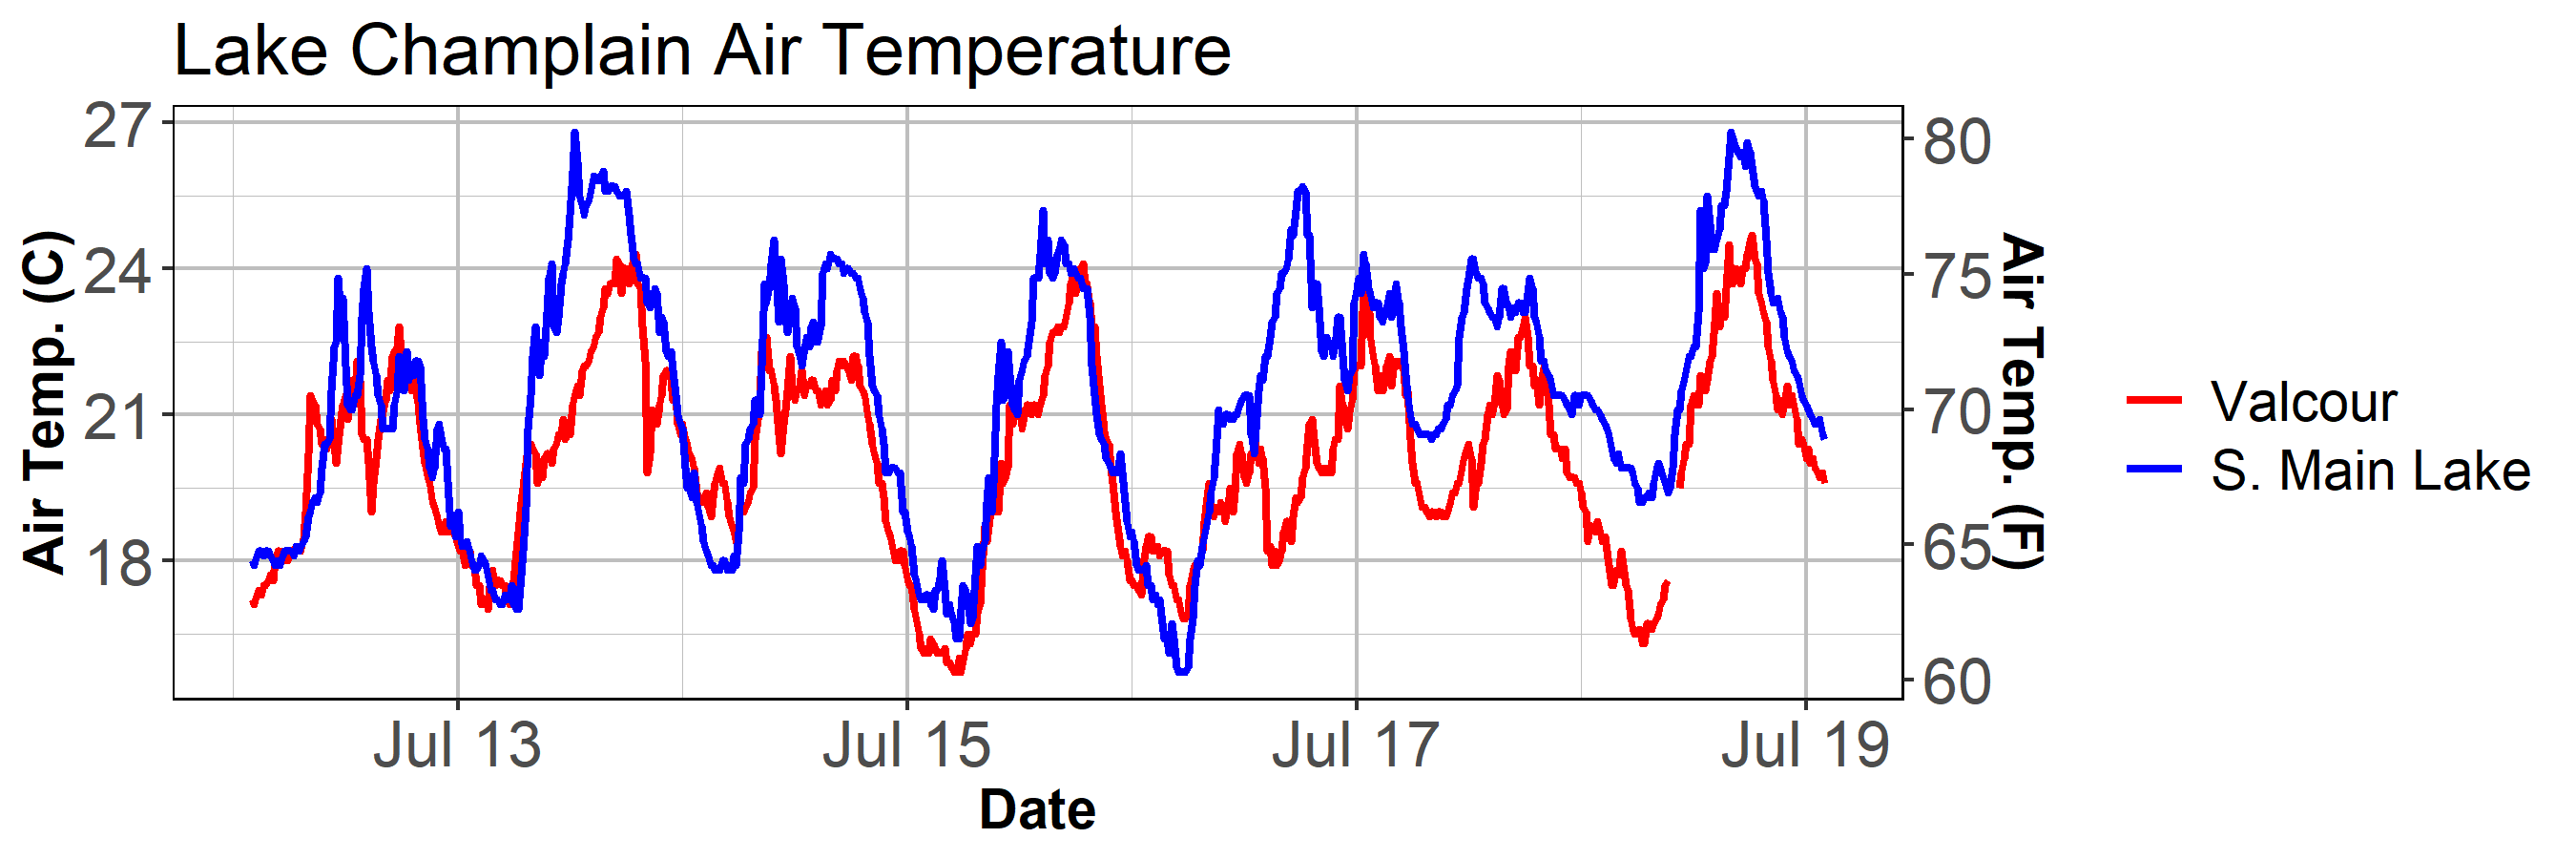 Lake Champlain Air Temperature
Air Temp. (C)
27
24
21
18
80
75
70
65
60
Air Temp. (F)
Jul 13
Jul 15
Jul 17
Jul 19
Date
Valcour
S. Main Lake